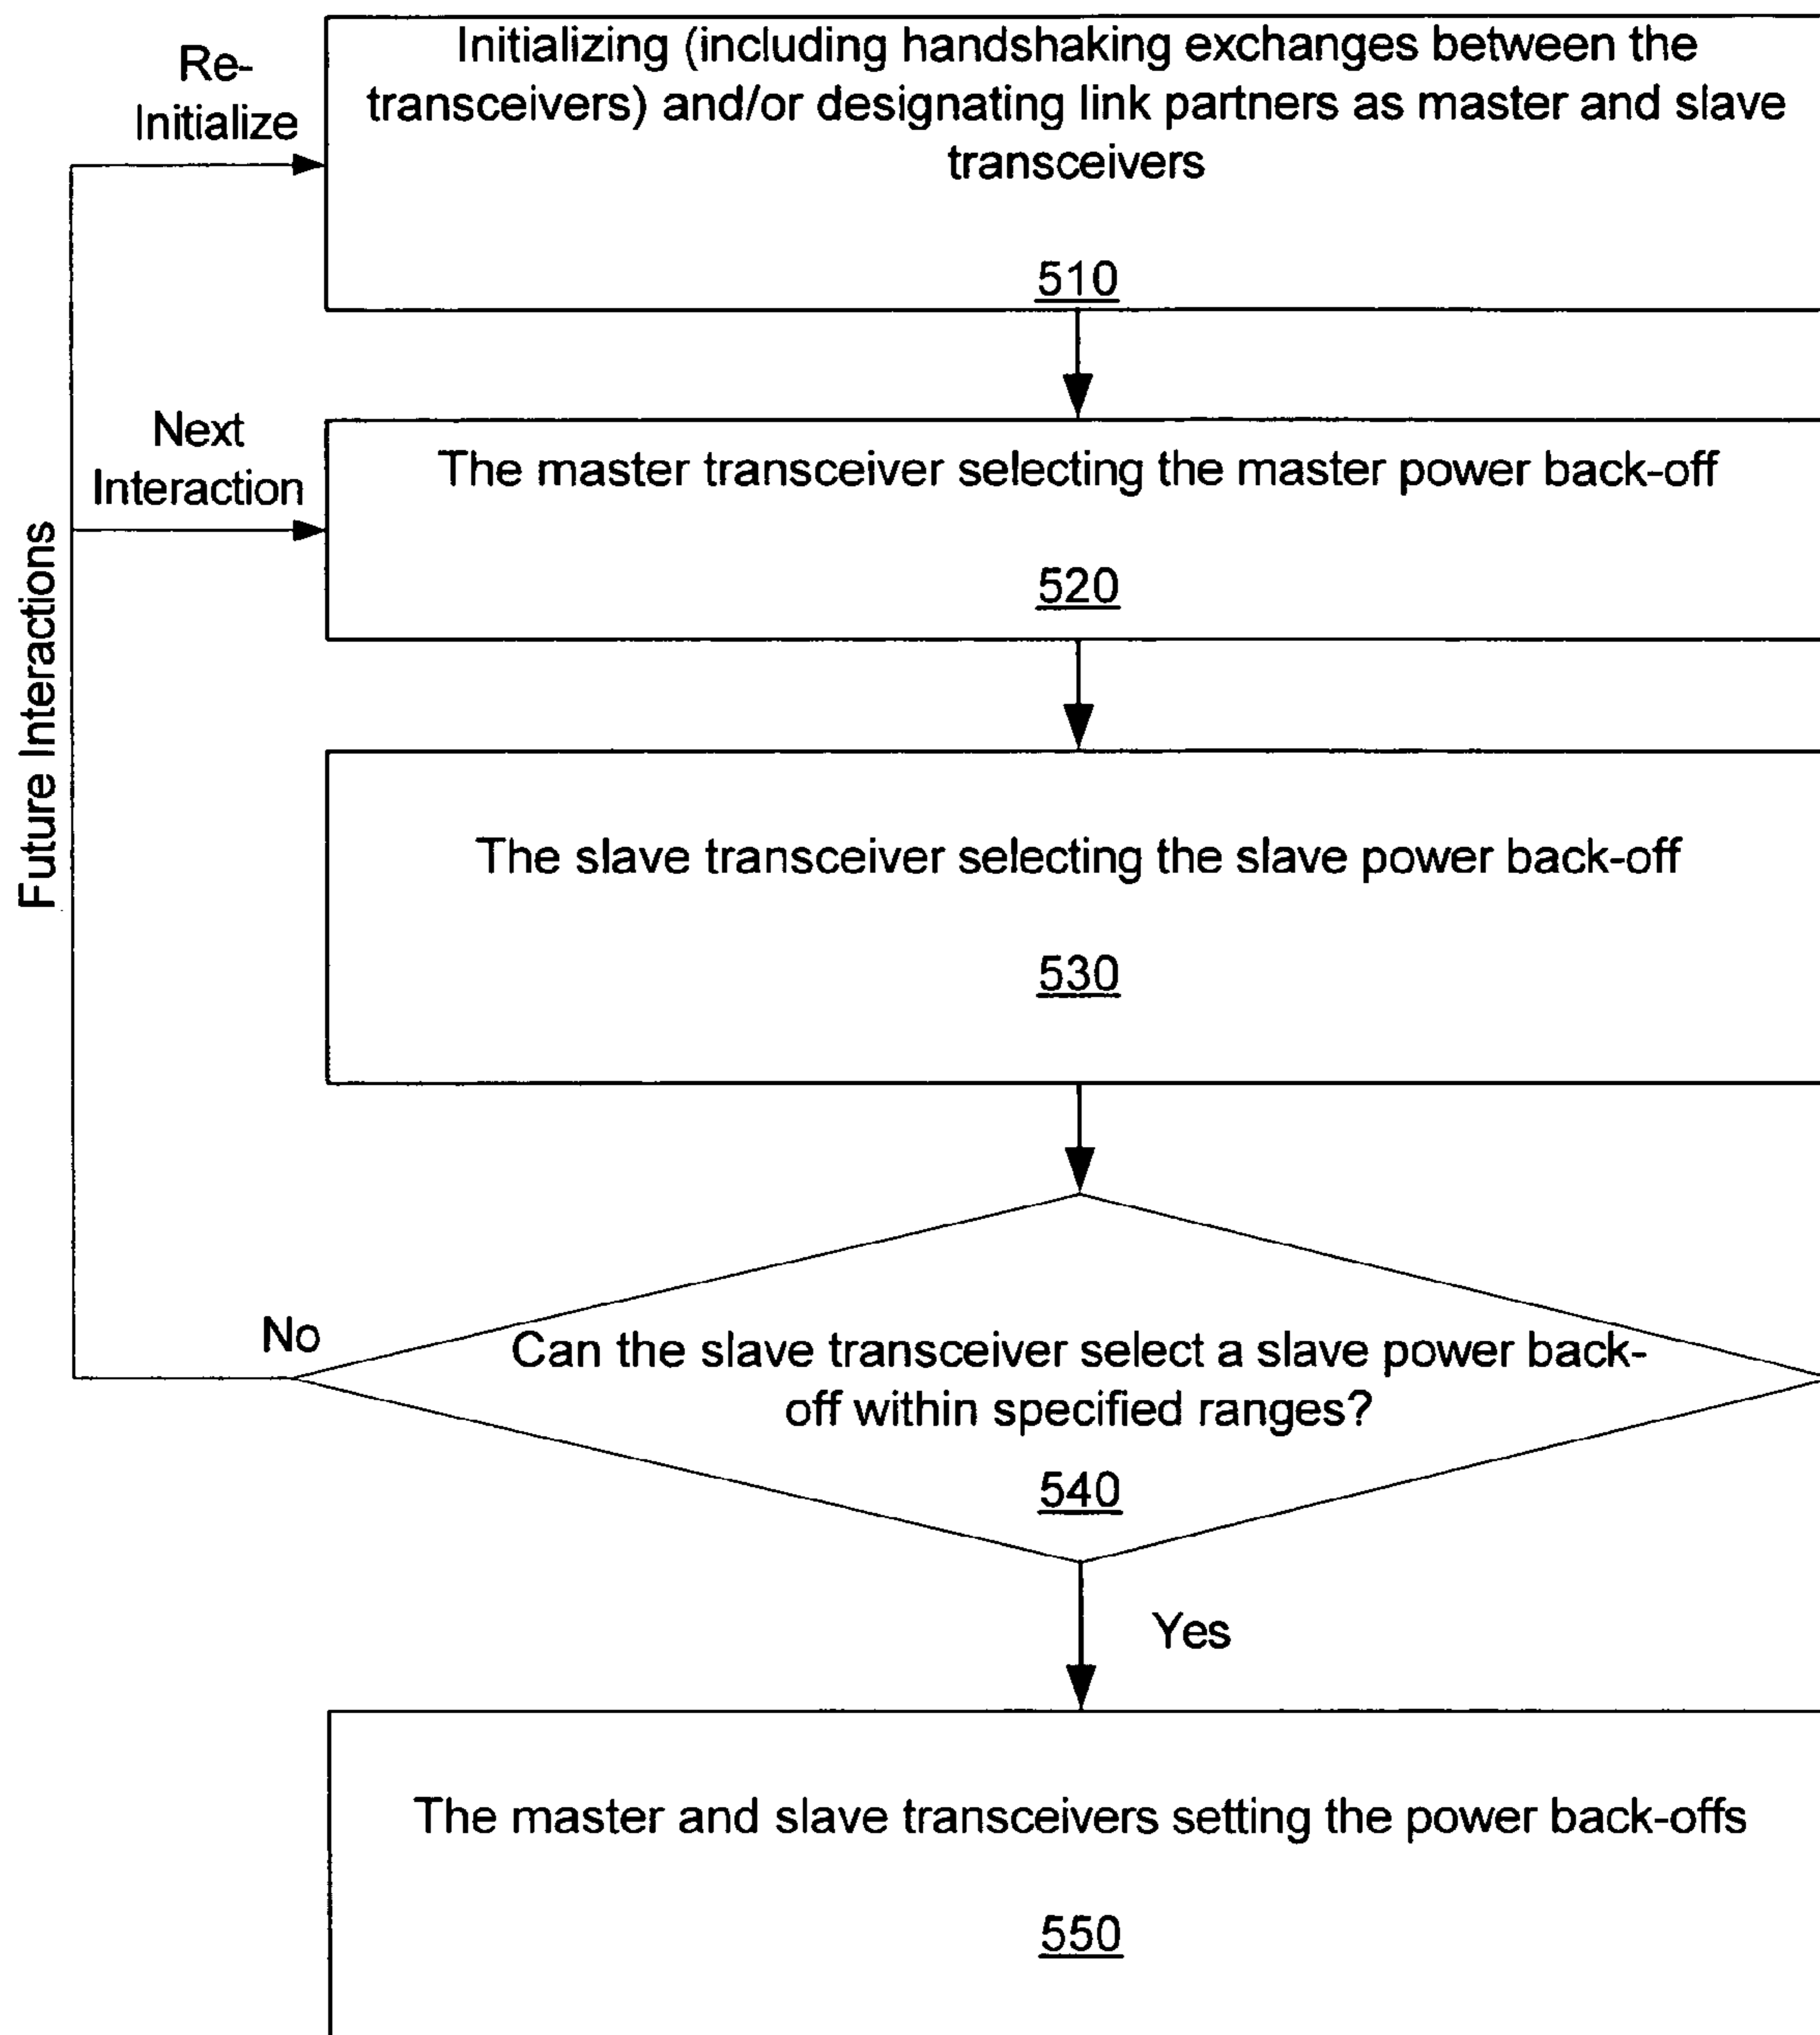 Re-
Initialize
Initializing (including handshaking exchanges between the
transceivers) and/or designating link partners as master and slave
transceivers
510
Next
Interaction
The master transceiver selecting the master power back-off
520
Future Interactions
The slave transceiver selecting the slave power back-off
530
No
Can the slave transceiver select a slave power back-
off within specified ranges?
540
Yes
The master and slave transceivers setting the power back-offs
550